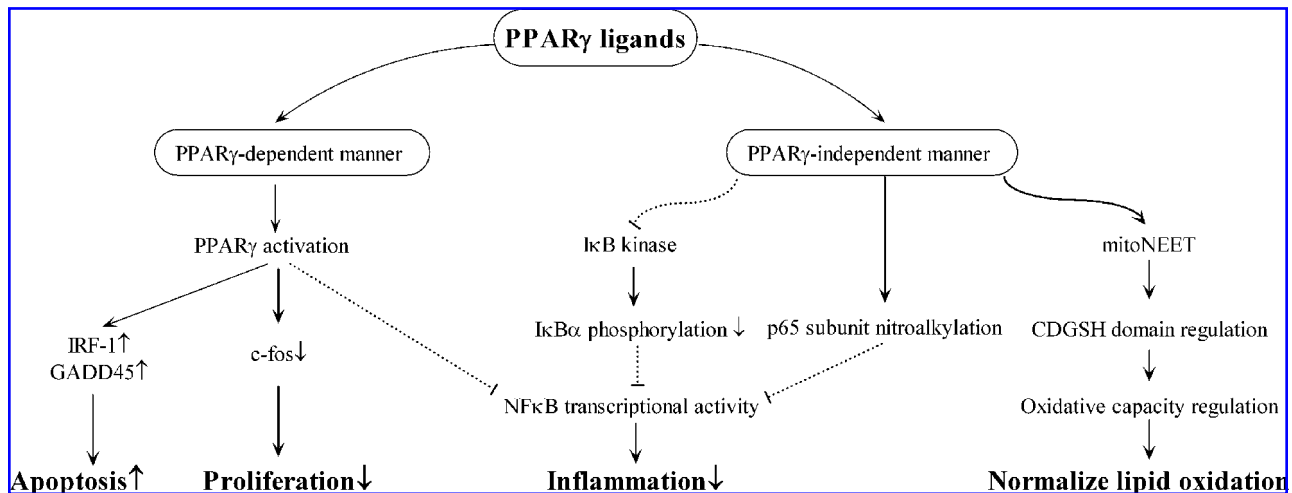 PPARγ ligands
PPARγ-dependent manner
PPARγ-independent manner
PPARγ activation
IκB kinase
mitoNEET
IRF-1↑
GADD45↑
c-fos↓
IκBα phosphorylation ↓
p65 subunit nitroalkylation
CDGSH domain regulation
NFκB transcriptional activity
Oxidative capacity regulation
Apoptosis↑
Proliferation↓
Inflammation↓
Normalize lipid oxidation